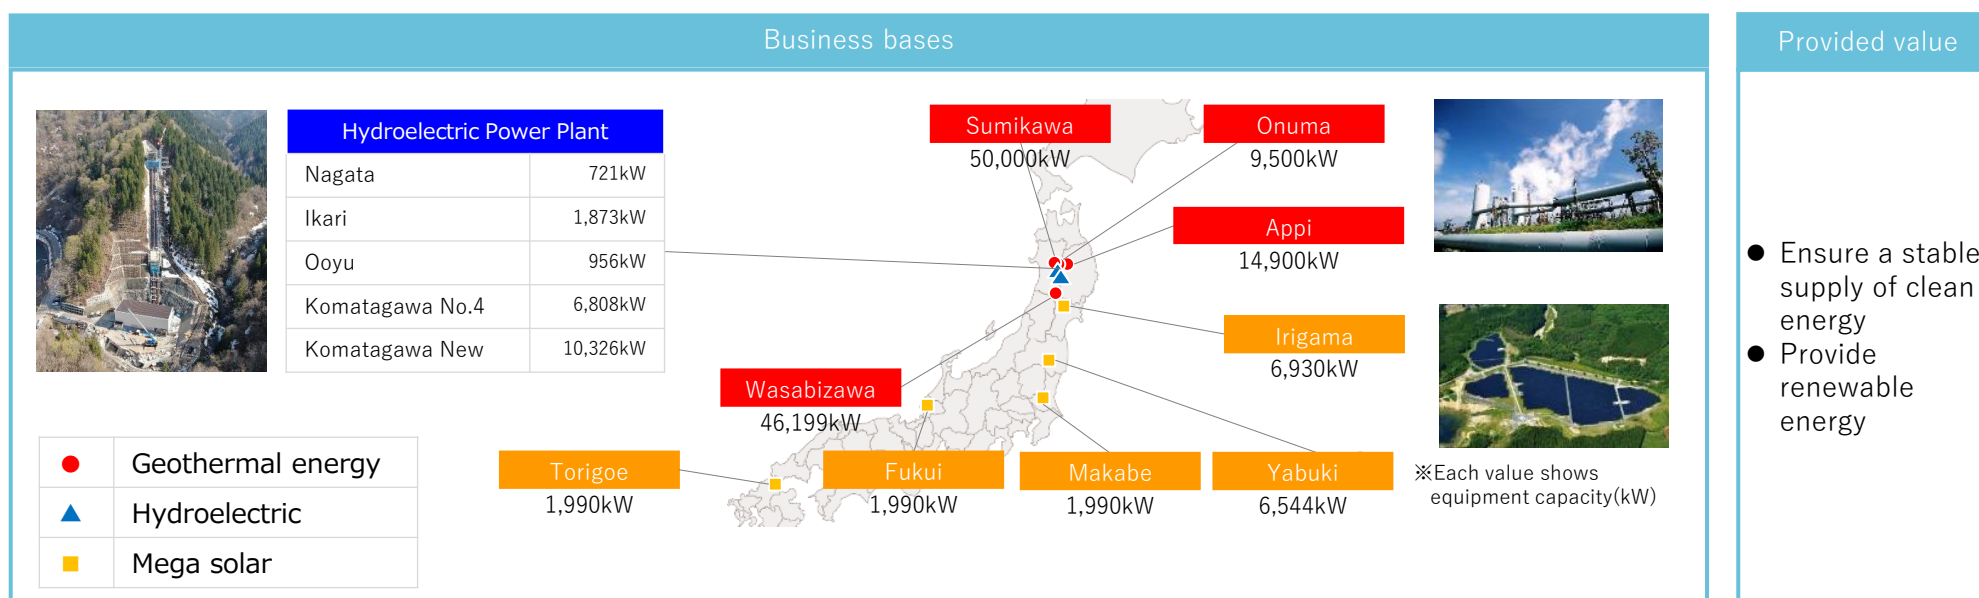 Business bases
Provided value
Hydroelectric Power Plant
Nagata 721kW
Ikari 1,873kW
Ooyu 956kW
Komatagawa No.4 6,808kW
Komatagawa New 10,326kW
Sumikawa
50,000kW
Onuma
9,500kW
Appi
14,900kW
Irigama
6,930kW
Wasabizawa
46,199kW
Torigoe
1,990kW
Fukui
1,990kW
Makabe
1,990kW
Yabuki
6,544kW
※Each value shows
equipment capacity(kW)
Geothermal energy
Hydroelectric
Mega solar
● Ensure a stable
supply of clean
energy
● Provide
renewable
energy